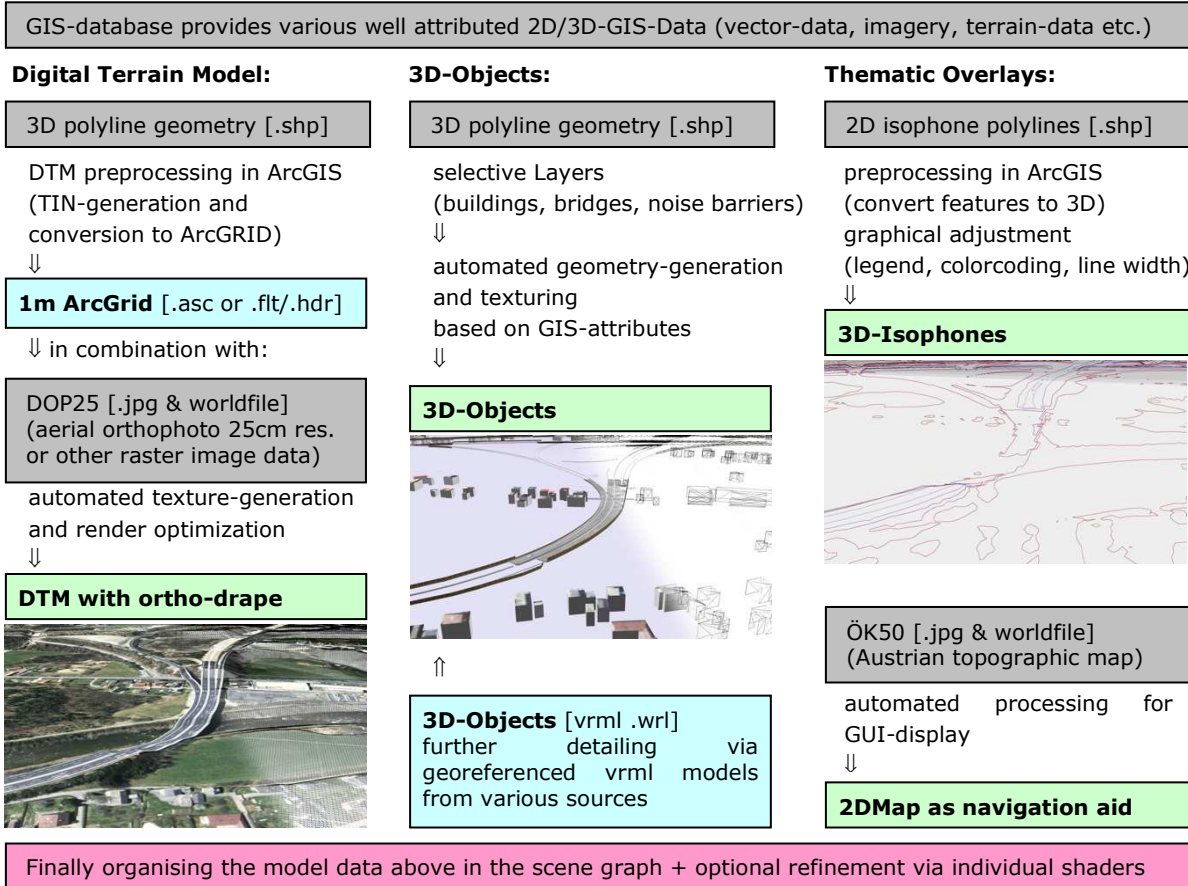 GIS-database provides various well attributed 2D/3D-GIS-Data (vector-data, imagery, terrain-data etc.)
Digital Terrain Model:
3D polyline geometry [.shp]
DTM preprocessing in ArcGIS
(TIN-generation and
conversion to ArcGRID)
⇓
1m ArcGrid [.asc or .flt/.hdr]
⇓ in combination with:
DOP25 [.jpg & worldfile]
(aerial orthophoto 25cm res.
or other raster image data)
automated texture-generation
and render optimization
⇓
DTM with ortho-drape
3D-Objects:
3D polyline geometry [.shp]
selective Layers
(buildings, bridges, noise barriers)
⇓
automated geometry-generation
and texturing
based on GIS-attributes
⇓
3D-Objects
⇑
3D-Objects [vrml .wrl]
further detailing via
georeferenced vrml models
from various sources
Thematic Overlays:
2D isophone polylines [.shp]
preprocessing in ArcGIS
(convert features to 3D)
graphical adjustment
(legend, colorcoding, line width)
⇓
3D-Isophones
ÖK50 [.jpg & worldfile]
(Austrian topographic map)
automated processing for
GUI-display
⇓
2DMap as navigation aid
Finally organising the model data above in the scene graph + optional refinement via individual shaders